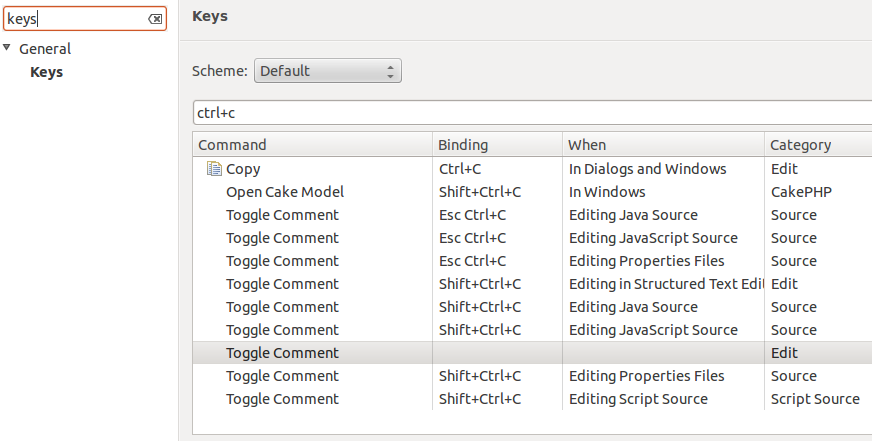 keys
General
Keys
Keys
Scheme: Default
ctrl+c
Command Binding When Category
Copy Ctrl+C In Dialogs and Windows Edit
Open Cake Model Shift+Ctrl+C In Windows CakePHP
Toggle Comment Esc Ctrl+C Editing Java Source Source
Toggle Comment Esc Ctrl+C Editing JavaScript Source Source
Toggle Comment Esc Ctrl+C Editing Properties Files Source
Toggle Comment Shift+Ctrl+C Editing in Structured Text Edi Edit
Toggle Comment Shift+Ctrl+C Editing Java Source Source
Toggle Comment Shift+Ctrl+C Editing JavaScript Source Source
Toggle Comment Edit
Toggle Comment Shift+Ctrl+C Editing Properties Files Source
Toggle Comment Shift+Ctrl+C Editing Script Source Script Source